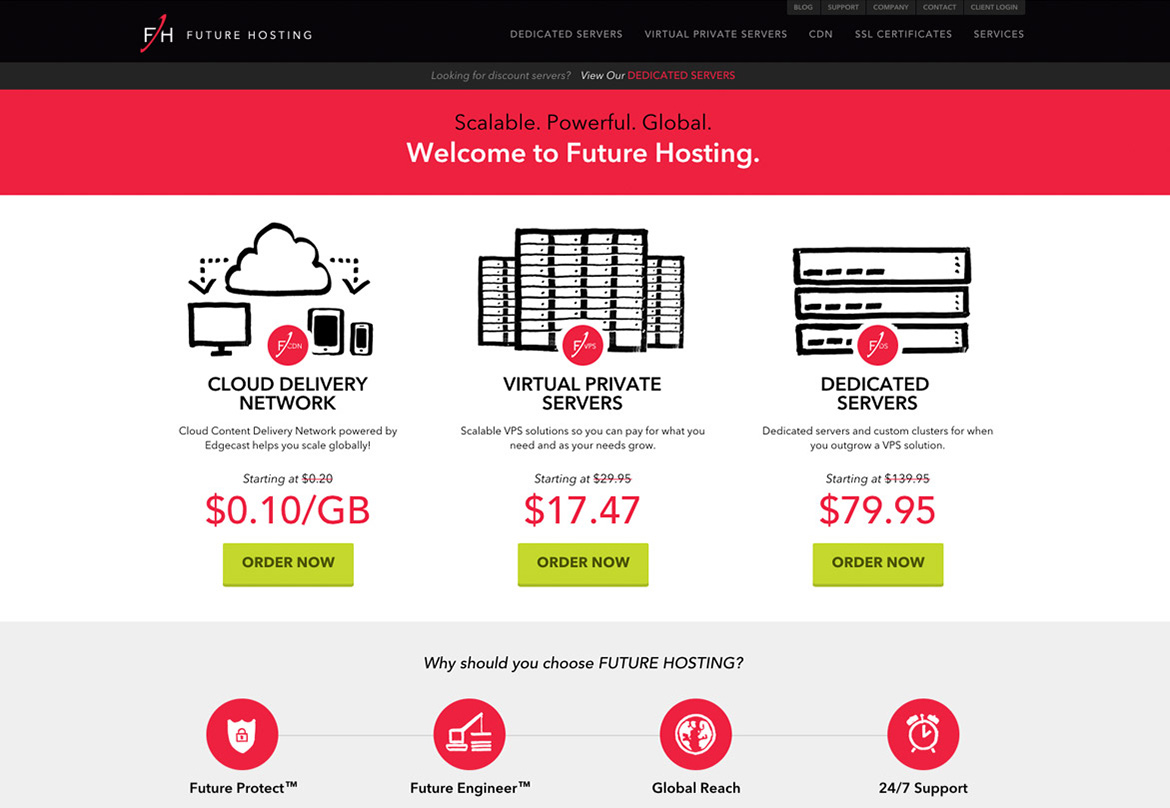 BLOG SUPPORT COMPANY CONTACT CLIENT LOGIN
FH FUTURE HOSTING
DEDICATED SERVERS VIRTUAL PRIVATE SERVERS CDN SSL CERTIFICATES SERVICES
Looking for discount servers? View Our DEDICATED SERVERS
Scalable. Powerful. Global.
Welcome to Future Hosting.
F/CDN
CLOUD DELIVERY
NETWORK
Cloud Content Delivery Network powered by
Edgecast helps you scale globally!
Starting at $0.20
$0.10/GB
ORDER NOW
F/VPS
VIRTUAL PRIVATE
SERVERS
Scalable VPS solutions so you can pay for what you
need and as your needs grow.
Starting at $29.95
$17.47
ORDER NOW
F/DS
DEDICATED
SERVERS
Dedicated servers and custom clusters for when
you outgrow a VPS solution.
Starting at $139.95
$79.95
ORDER NOW
Why should you choose FUTURE HOSTING?
Future Protect™
Future Engineer™
Global Reach
24/7 Support